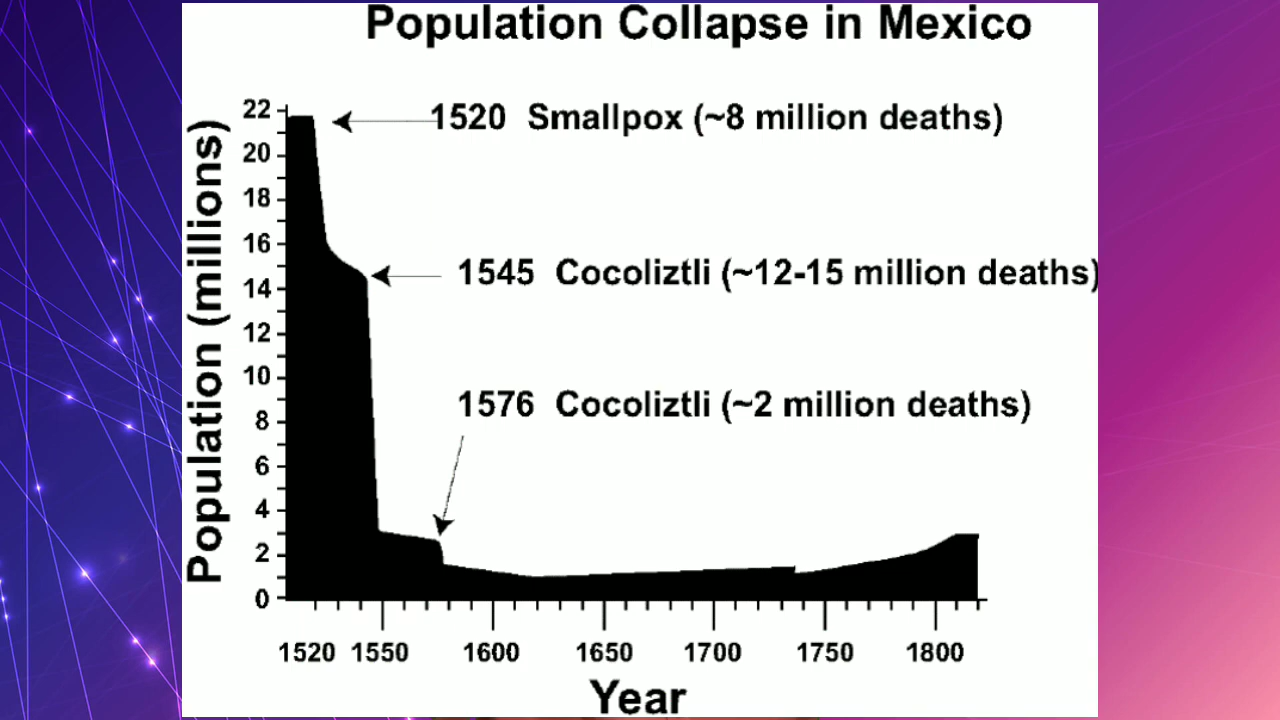 Population Collapse in Mexico
22
1520 Smallpox (~8 million deaths)
20
18
16
1545 Cocoliztli (~12-15 million deaths)
14
12
10
1576 Cocoliztli (~2 million deaths)
8
6
4
2
0
Population (millions)
1520 1550 1600 1650 1700 1750 1800
Year